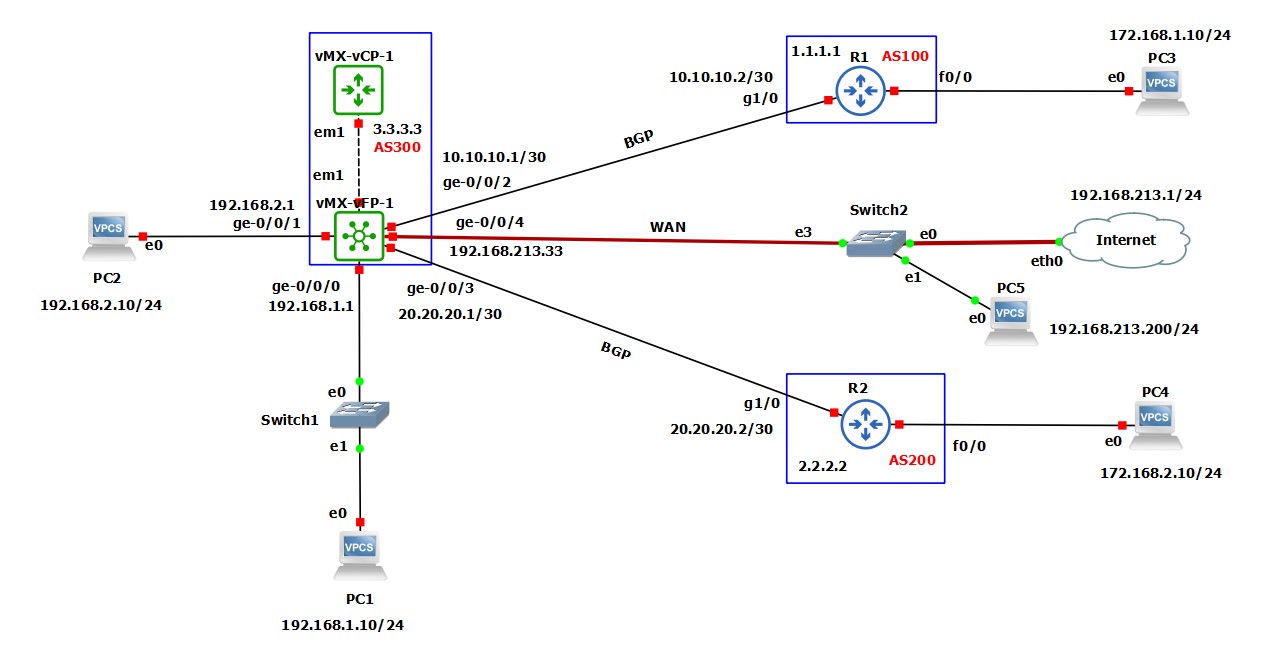 vMX-vCP-1
em1
3.3.3.3
AS300
em1
vMX-vFP-1
192.168.2.1
ge-0/0/1
VPCS
e0
PC2
192.168.2.10/24
10.10.10.1/30
ge-0/0/2
ge-0/0/4
192.168.213.33
ge-0/0/3
20.20.20.1/30
ge-0/0/0
192.168.1.1
e0
Switch1
e1
e0
VPCS
PC1
192.168.1.10/24
BGP
WAN
BGP
1.1.1.1
R1
AS100
10.10.10.2/30
g1/0
f0/0
172.168.1.10/24
PC3
e0
VPCS
Switch2
e3
e0
e1
192.168.213.1/24
Internet
eth0
PC5
e0
VPCS
192.168.213.200/24
R2
g1/0
20.20.20.2/30
2.2.2.2
AS200
f0/0
PC4
VPCS
e0
172.168.2.10/24